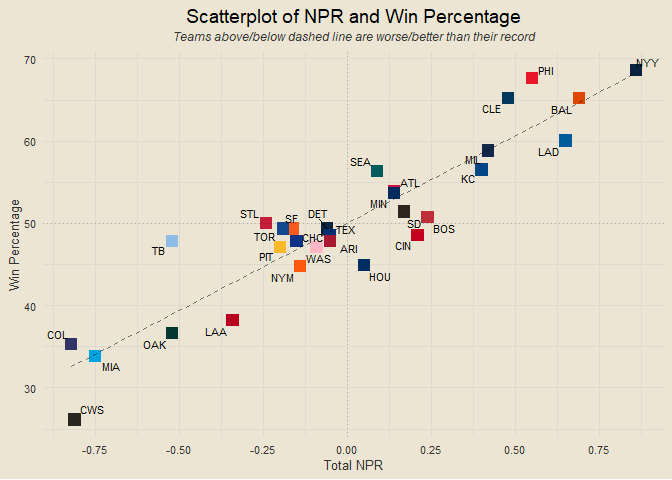 Scatterplot of NPR and Win Percentage
Teams above/below dashed line are worse/better than their record
Win Percentage
70
60
50
40
30
NYY
PHI
CLE
BAL
LAD
SEA
MIL
KC
ATL
MIN
STL
SF
DET
SD
BOS
TOR
CHC
TEX
TB
PIT
WAS
ARI
CIN
NYM
HOU
LAA
COL
OAK
MIA
CWS
-0.75
-0.50
-0.25
0.00
0.25
0.50
0.75
Total NPR